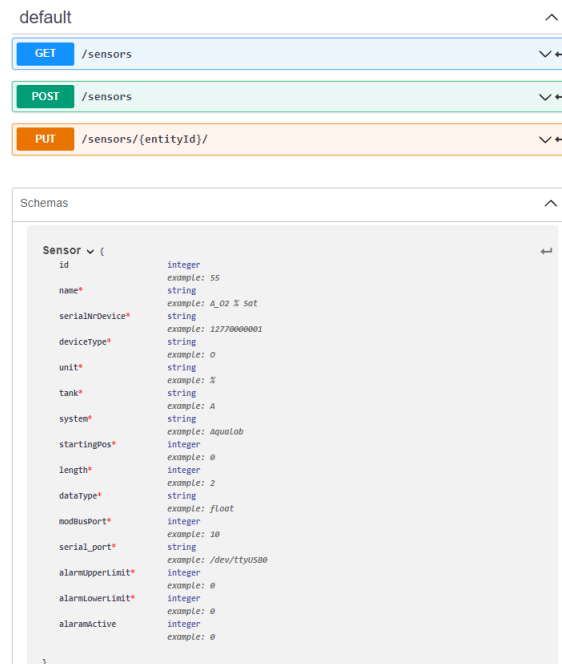 default
GET /sensors
POST /sensors
PUT /sensors/{entityId}/
Schemas
Sensor {
id integer
example: 55
name* string
example: A_O2 % Sat
serialNrDevice* string
example: 12770000001
deviceType* string
example: O
unit* string
example: %
tank* string
example: A
system* string
example: Aqualab
startingPos* integer
example: 0
length* integer
example: 2
dataType* string
example: float
modBusPort* integer
example: 10
serial_port* string
example: /dev/ttyUSB0
alarmUpperLimit* integer
example: 0
alarmLowerLimit* integer
example: 0
alaramActive integer
example: 0
}